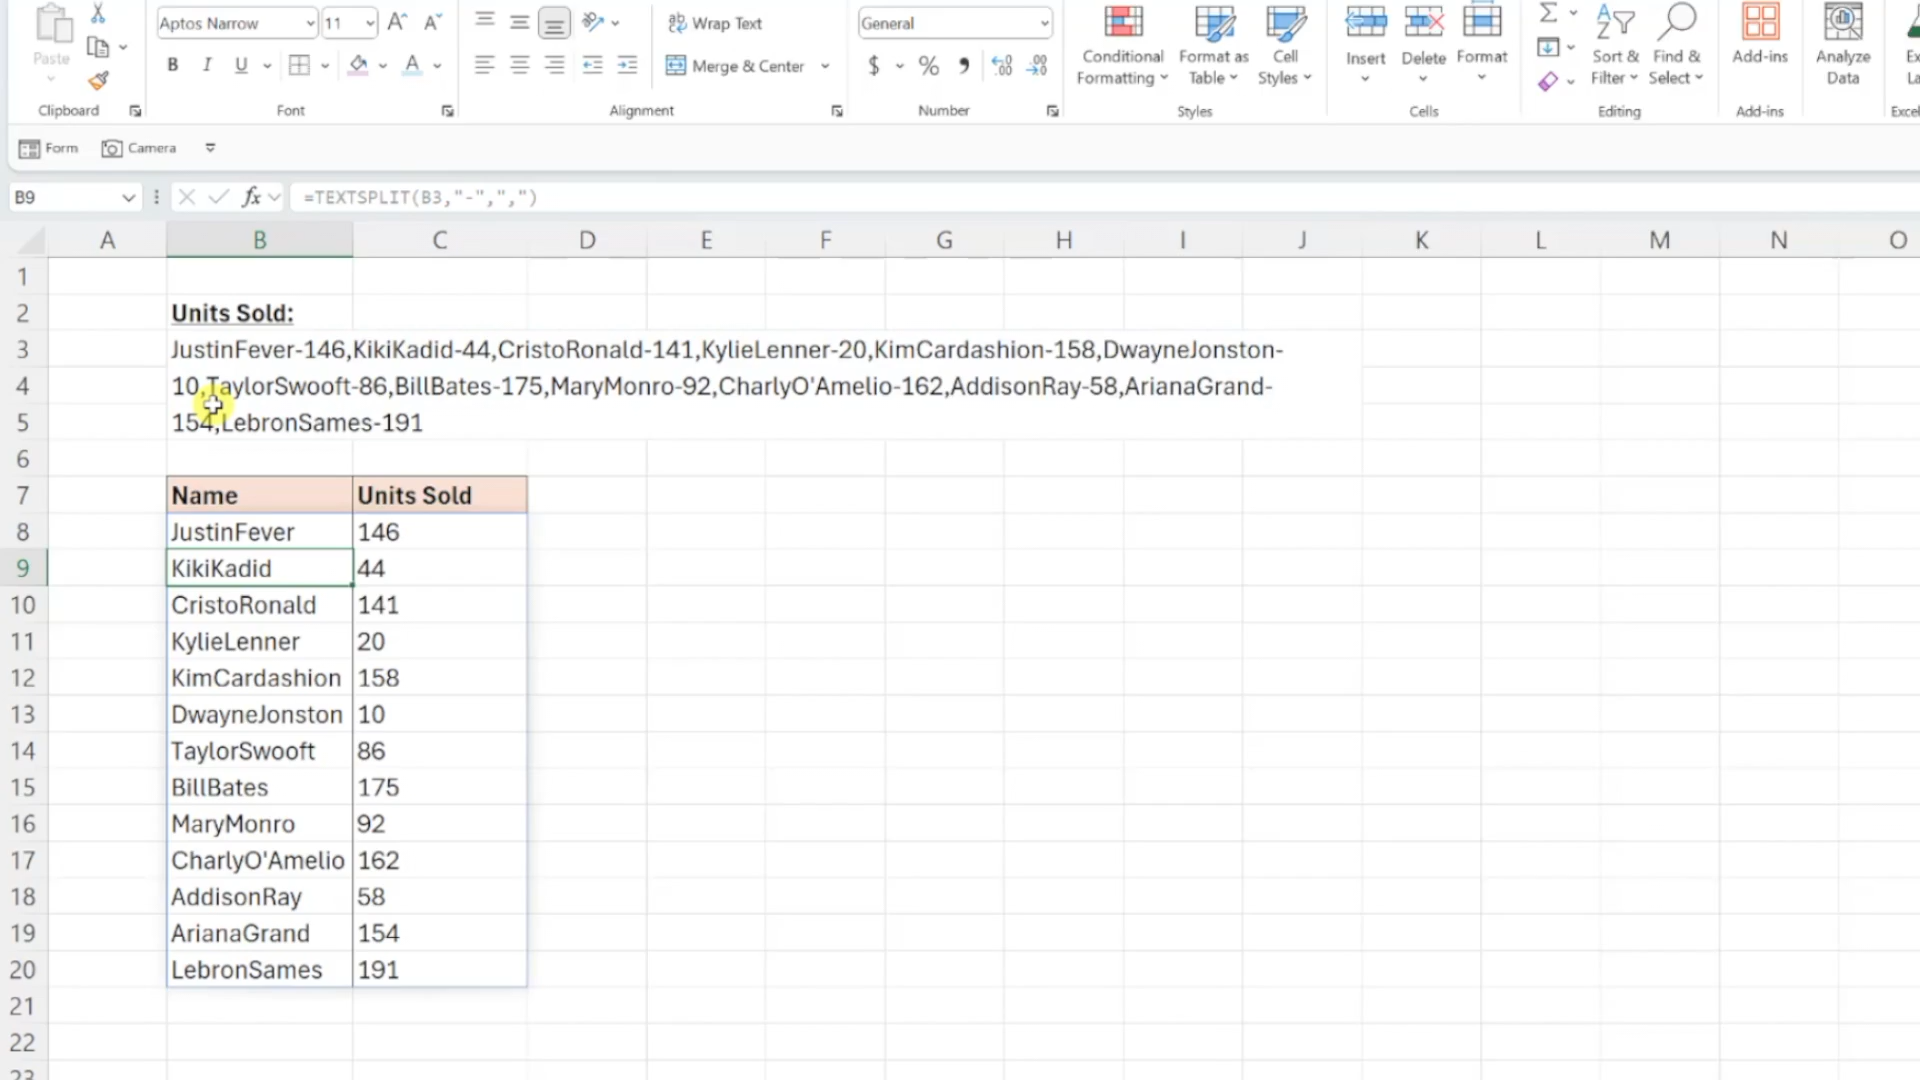 Aptos Narrow 11 A^ A˅ Wrap Text General
Paste B I U A Merge & Center $ % , .00 .00
Conditional Formatting Format as Table Cell Styles Insert Delete Format Sort & Filter Find & Select Add-ins Analyze Data
Clipboard Font Alignment Number Styles Cells Editing Add-ins
Form Camera
B9 fx =TEXTSPLIT(B3,"-",",")
A B C D E F G H I J K L M N O
1
2 Units Sold:
3 JustinFever-146,KikiKadid-44,CristoRonald-141,KylieLenner-20,KimCardashion-158,DwayneJonston-
4 10,TaylorSwooft-86,BillBates-175,MaryMonro-92,CharlyO'Amelio-162,AddisonRay-58,ArianaGrand-
5 154,LebronSames-191
6
7 Name Units Sold
8 JustinFever 146
9 KikiKadid 44
10 CristoRonald 141
11 KylieLenner 20
12 KimCardashion 158
13 DwayneJonston 10
14 TaylorSwooft 86
15 BillBates 175
16 MaryMonro 92
17 CharlyO'Amelio 162
18 AddisonRay 58
19 ArianaGrand 154
20 LebronSames 191
21
22
23